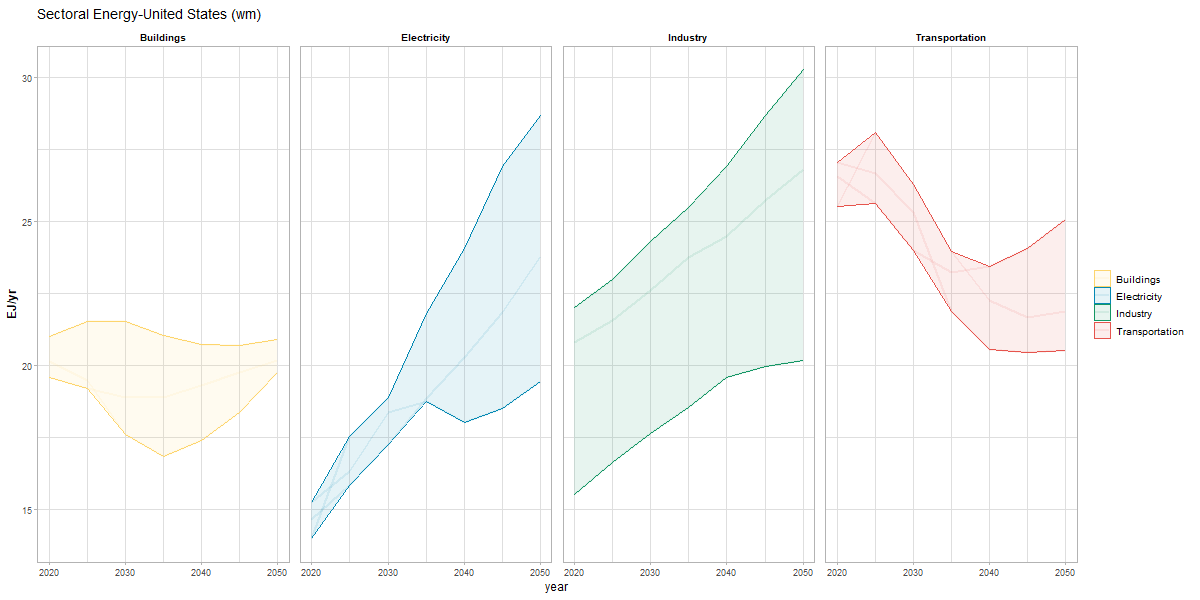 Sectoral Energy-United States (wm)
Buildings
Electricity
Industry
Transportation
30
25
20
15
EJ/yr
2020 2030 2040 2050
2020 2030 2040 2050
2020 2030 2040 2050
2020 2030 2040 2050
year
Buildings
Electricity
Industry
Transportation